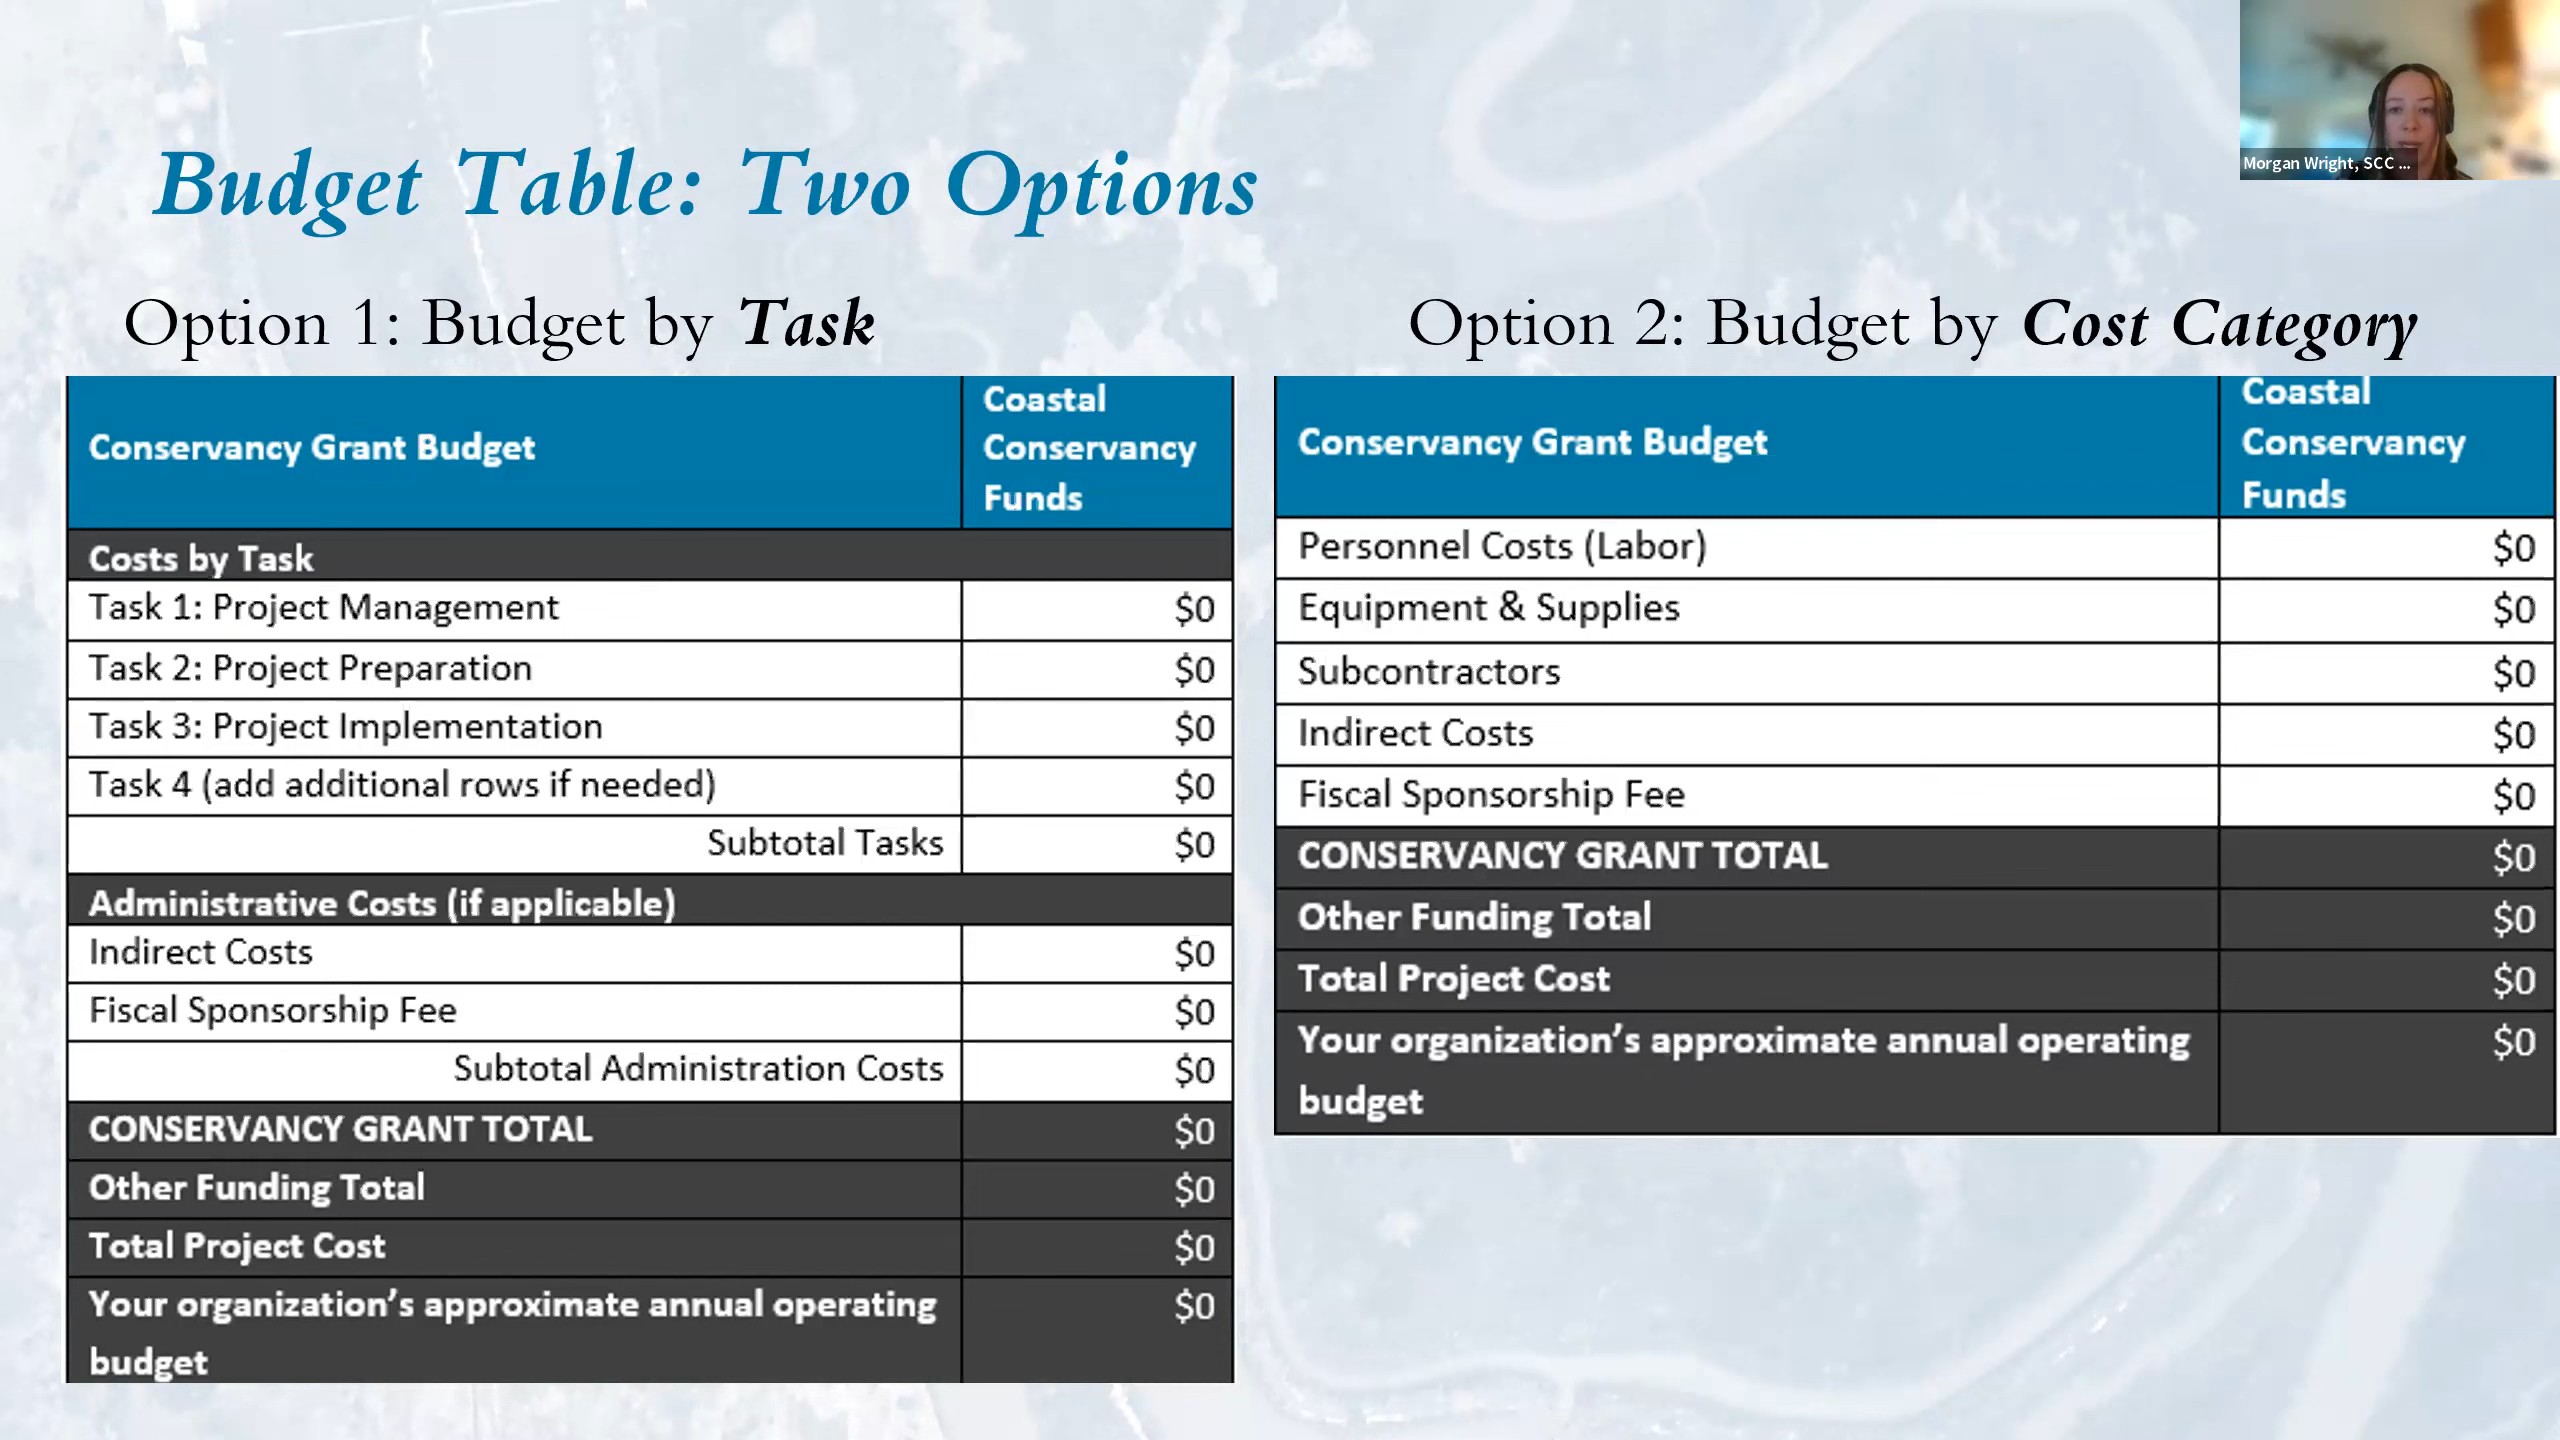 Morgan Wright, SCC ...
Budget Table: Two Options
Option 1: Budget by Task
Conservancy Grant Budget
Coastal
Conservancy
Funds
Costs by Task
Task 1: Project Management $0
Task 2: Project Preparation $0
Task 3: Project Implementation $0
Task 4 (add additional rows if needed) $0
Subtotal Tasks $0
Administrative Costs (if applicable)
Indirect Costs $0
Fiscal Sponsorship Fee $0
Subtotal Administration Costs $0
CONSERVANCY GRANT TOTAL $0
Other Funding Total $0
Total Project Cost $0
Your organization’s approximate annual operating $0
budget
Option 2: Budget by Cost Category
Conservancy Grant Budget
Coastal
Conservancy
Funds
Personnel Costs (Labor) $0
Equipment & Supplies $0
Subcontractors $0
Indirect Costs $0
Fiscal Sponsorship Fee $0
CONSERVANCY GRANT TOTAL $0
Other Funding Total $0
Total Project Cost $0
Your organization’s approximate annual operating $0
budget